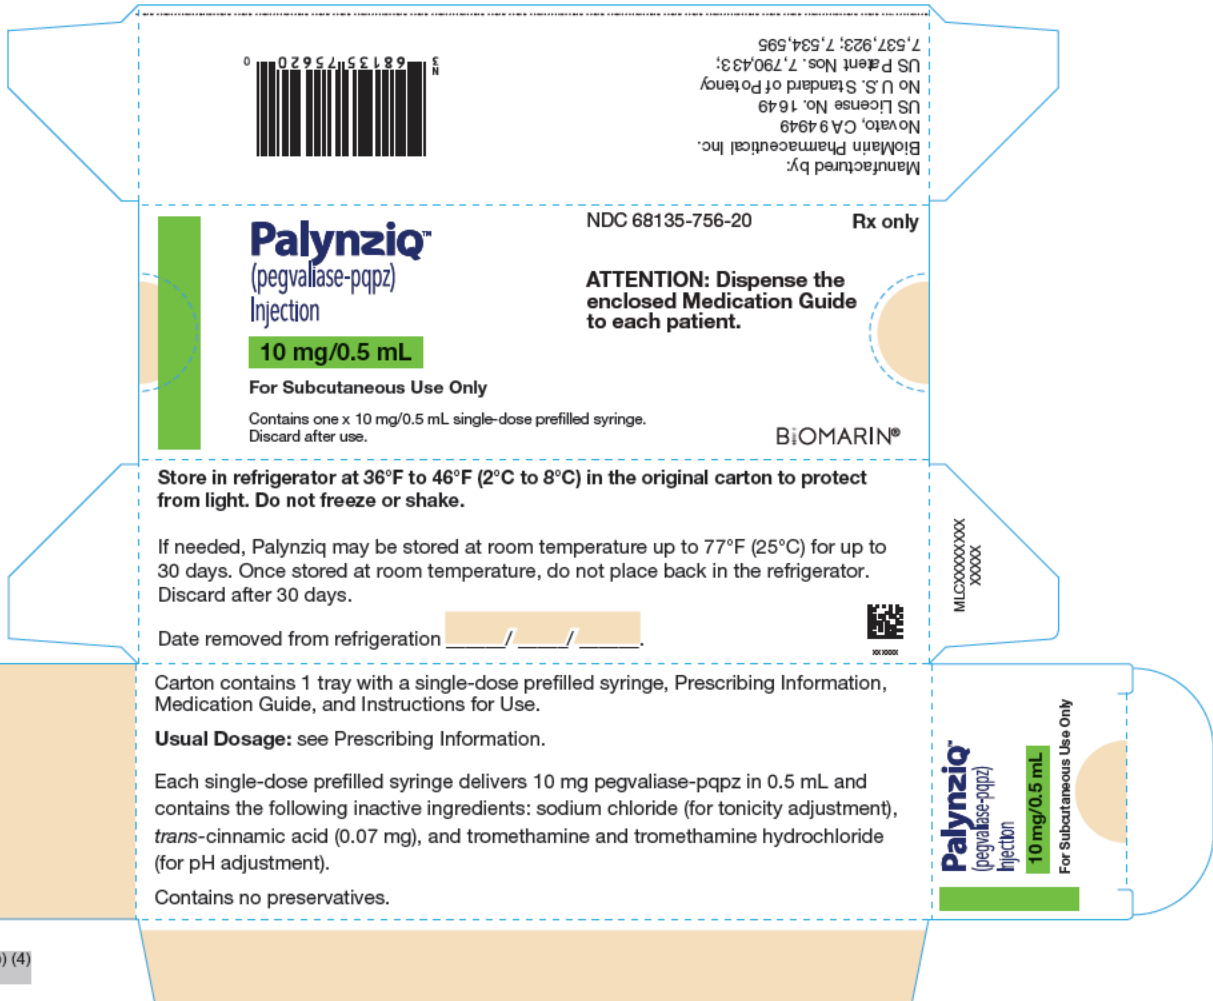 3 68135 75620 0
N
Manufactured by:
BioMarin Pharmaceutical Inc.
Novato, CA 94949
US License No. 1649
No U.S. Standard of Potency
US Patent Nos. 7,790,433;
7,537,923; 7,534,595
Palynziq™
(pegvaliase-pqpz)
Injection
10 mg/0.5 mL
For Subcutaneous Use Only
Contains one x 10 mg/0.5 mL single-dose prefilled syringe.
Discard after use.
NDC 68135-756-20
Rx only
ATTENTION: Dispense the
enclosed Medication Guide
to each patient.
BIOMARIN®
Store in refrigerator at 36°F to 46°F (2°C to 8°C) in the original carton to protect
from light. Do not freeze or shake.
If needed, Palynziq may be stored at room temperature up to 77°F (25°C) for up to
30 days. Once stored at room temperature, do not place back in the refrigerator.
Discard after 30 days.
Date removed from refrigeration ______/______/______.
XXXXXX
MLCXXXXXXXX
XXXXX
Carton contains 1 tray with a single-dose prefilled syringe, Prescribing Information,
Medication Guide, and Instructions for Use.
Usual Dosage: see Prescribing Information.
Each single-dose prefilled syringe delivers 10 mg pegvaliase-pqpz in 0.5 mL and
contains the following inactive ingredients: sodium chloride (for tonicity adjustment),
trans-cinnamic acid (0.07 mg), and tromethamine and tromethamine hydrochloride
(for pH adjustment).
Contains no preservatives.
Palynziq™
(pegvaliase-pqpz)
Injection
10 mg/0.5 mL
For Subcutaneous Use Only
) (4)